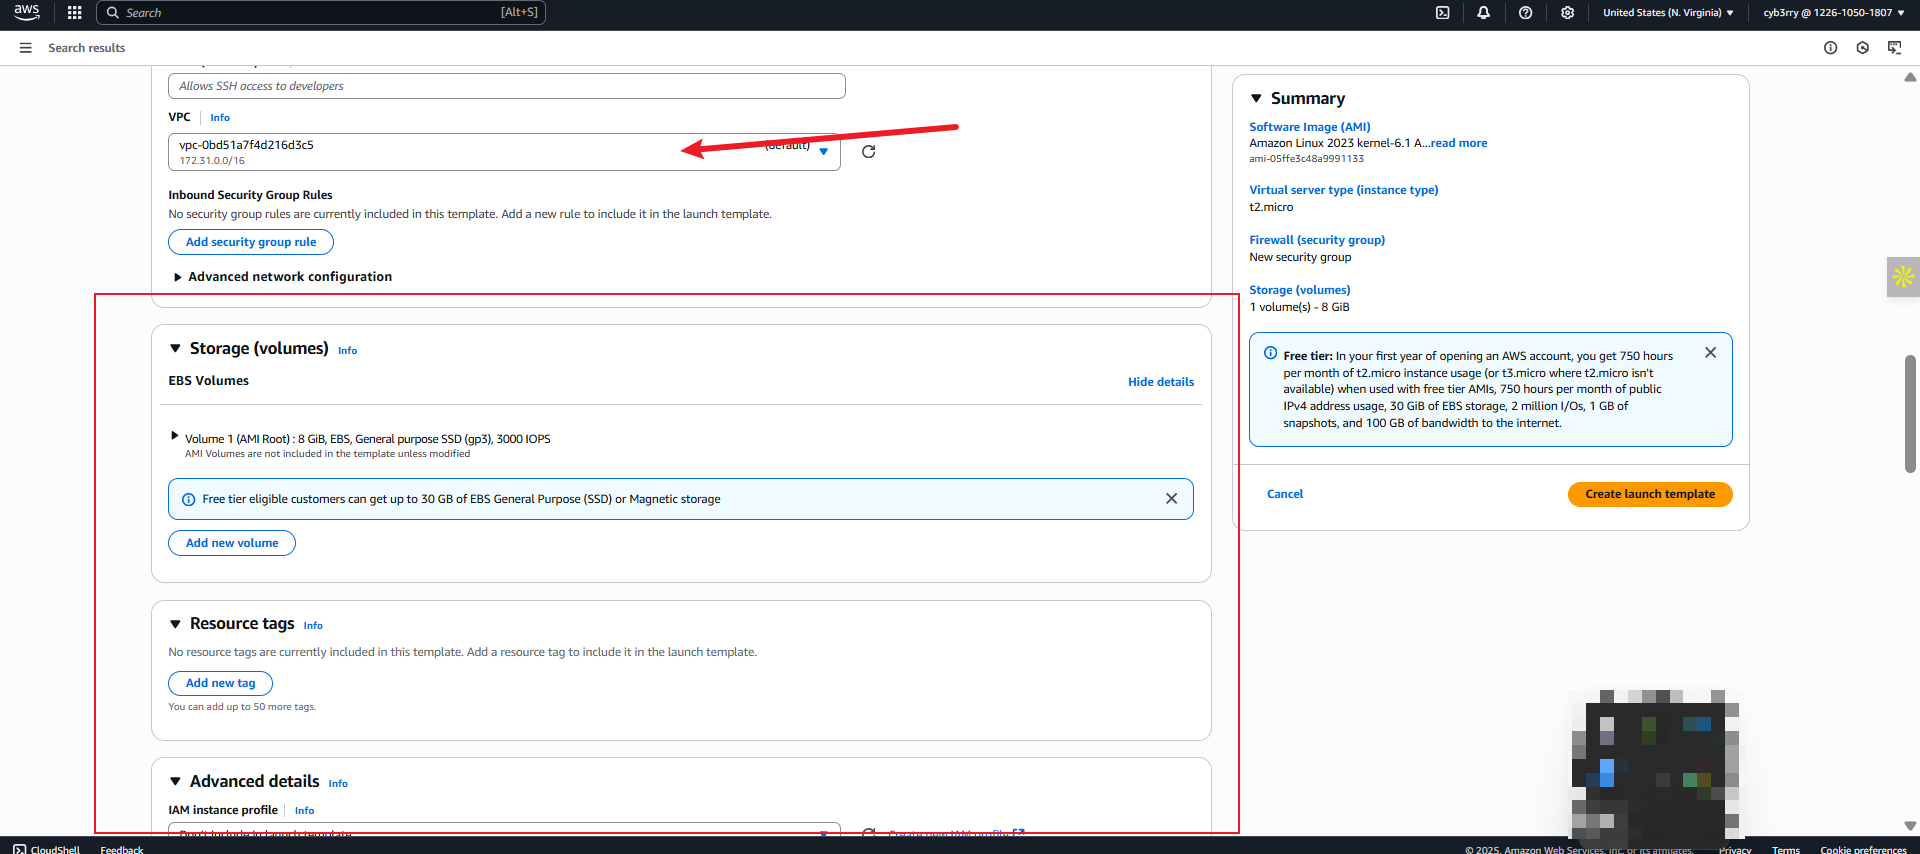 aws
Search
[Alt+S]
United States (N. Virginia)
cyb3rry @ 1226-1050-1807
Search results
Allows SSH access to developers
VPC
Info
vpc-0bd51a7f4d216d3c5
(default)
172.31.0.0/16
Inbound Security Group Rules
No security group rules are currently included in this template. Add a new rule to include it in the launch template.
Add security group rule
Advanced network configuration
Storage (volumes)
Info
EBS Volumes
Hide details
Volume 1 (AMI Root) : 8 GiB, EBS, General purpose SSD (gp3), 3000 IOPS
AMI Volumes are not included in the template unless modified
Free tier eligible customers can get up to 30 GB of EBS General Purpose (SSD) or Magnetic storage
Add new volume
Resource tags
Info
No resource tags are currently included in this template. Add a resource tag to include it in the launch template.
Add new tag
You can add up to 50 more tags.
Advanced details
Info
IAM instance profile
Info
Don't include in launch template
Create new IAM profile
Summary
Software Image (AMI)
Amazon Linux 2023 kernel-6.1 A...read more
ami-05ffe3c48a9991133
Virtual server type (instance type)
t2.micro
Firewall (security group)
New security group
Storage (volumes)
1 volume(s) - 8 GiB
Free tier: In your first year of opening an AWS account, you get 750 hours
per month of t2.micro instance usage (or t3.micro where t2.micro isn't
available) when used with free tier AMIs, 750 hours per month of public
IPv4 address usage, 30 GiB of EBS storage, 2 million I/Os, 1 GB of
snapshots, and 100 GB of bandwidth to the internet.
Cancel
Create launch template
CloudShell
Feedback
© 2025, Amazon Web Services, Inc. or its affiliates.
Privacy
Terms
Cookie preferences